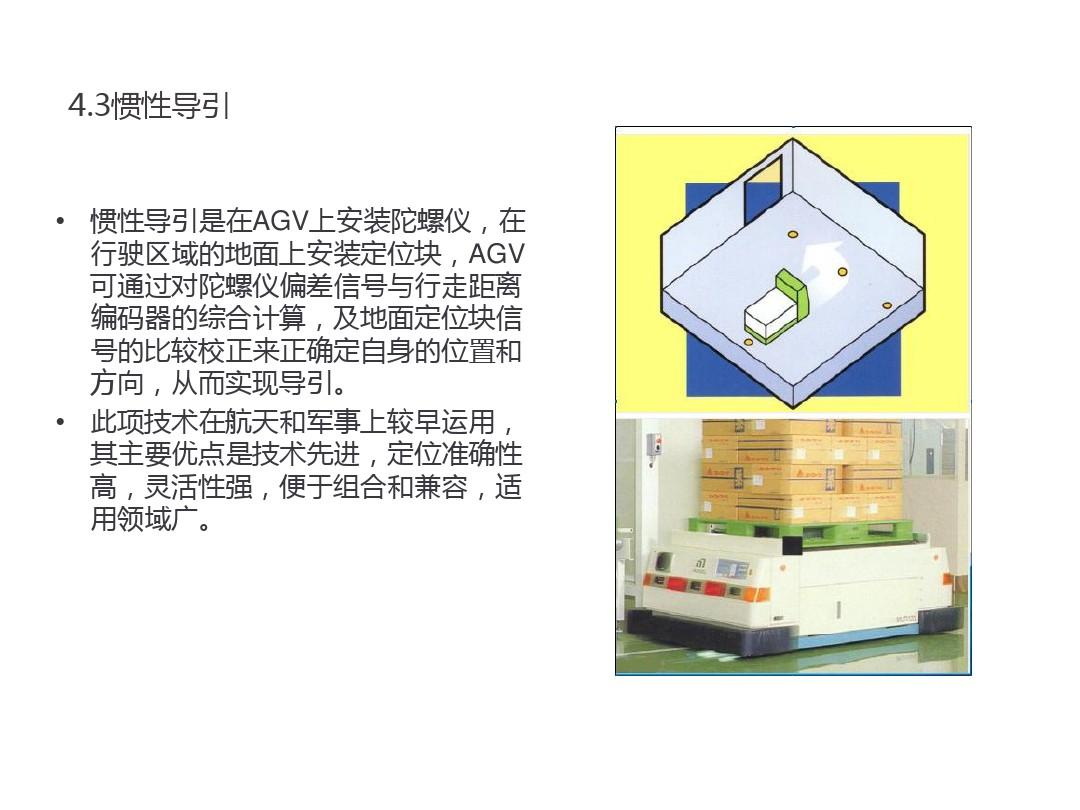 4.3惯性导引
• 惯性导引是在AGV上安装陀螺仪，在
行驶区域的地面上安装定位块，AGV
可通过对陀螺仪偏差信号与行走距离
编码器的综合计算，及地面定位块信
号的比较校正来正确定自身的位置和
方向，从而实现导引。
• 此项技术在航天和军事上较早运用，
其主要优点是技术先进，定位准确性
高，灵活性强，便于组合和兼容，适
用领域广。